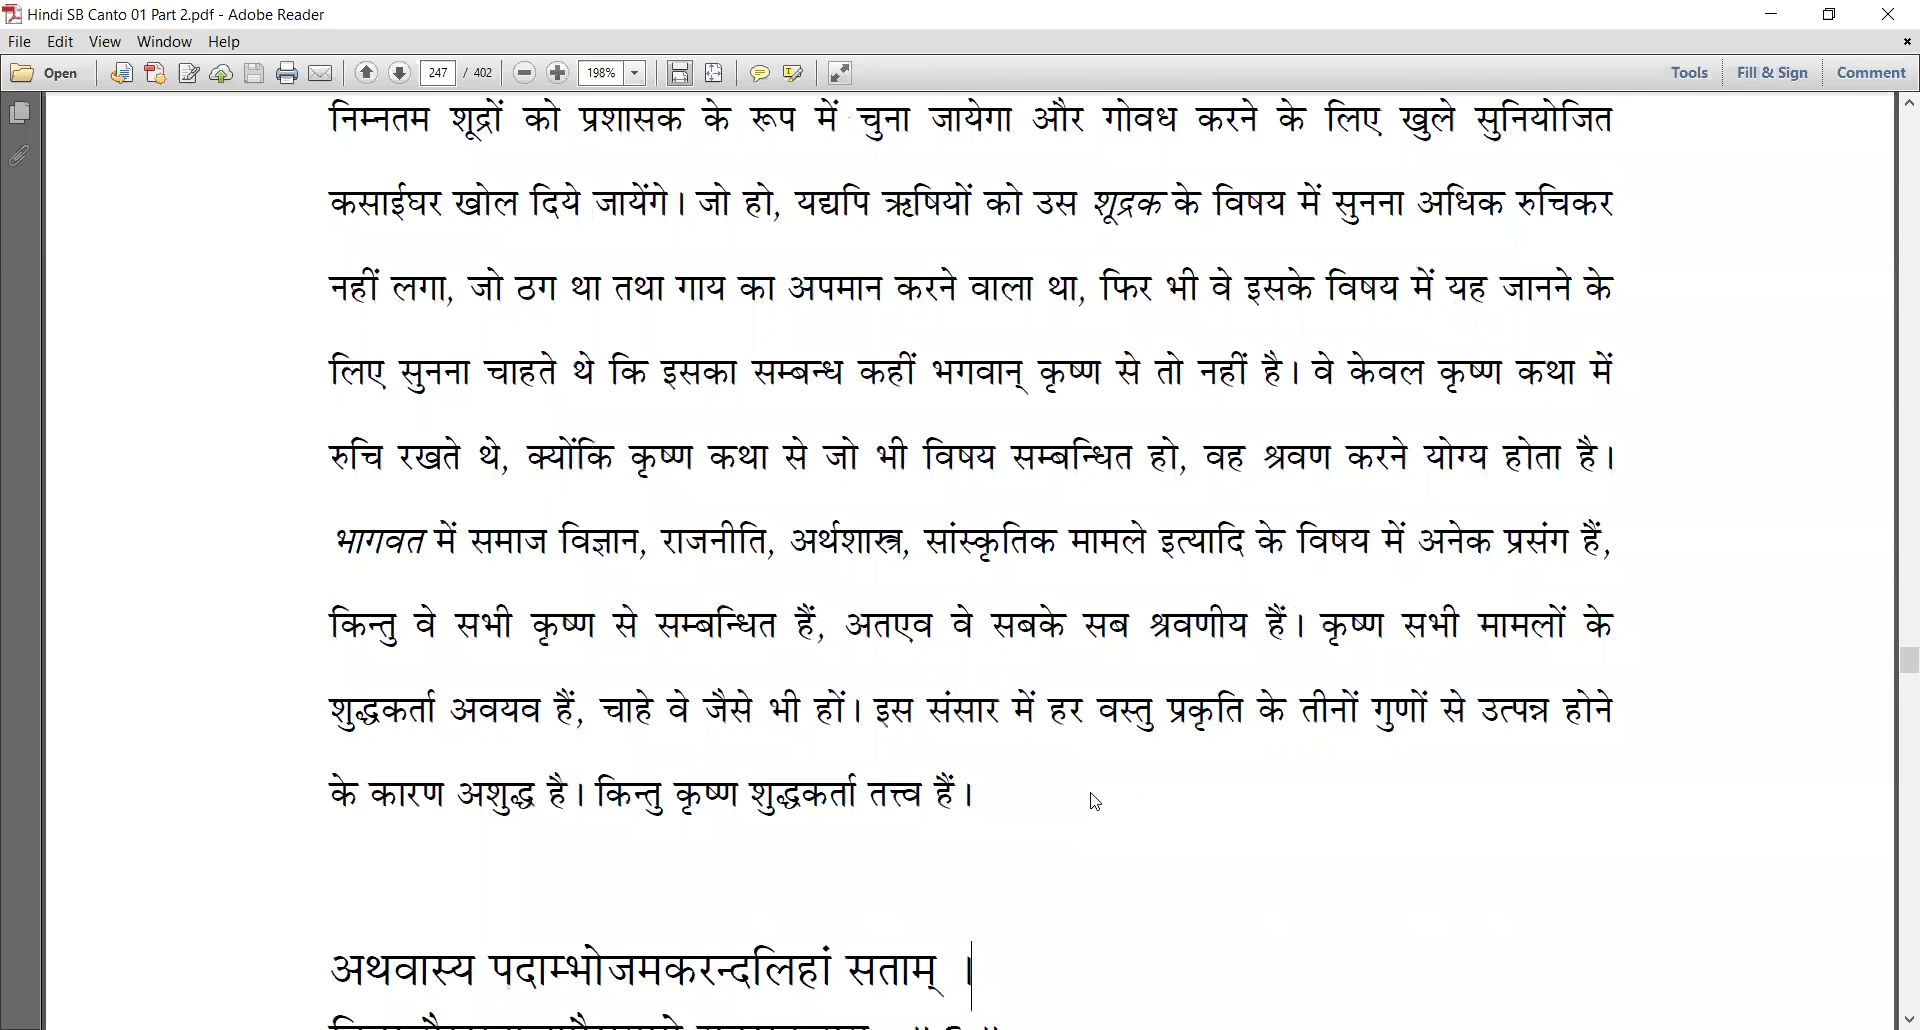 Hindi SB Canto 01 Part 2.pdf - Adobe Reader
File Edit View Window Help
Open 247 / 402 198% Tools Fill & Sign Comment
निम्नतम शूद्रों को प्रशासक के रूप में चुना जायेगा और गोवध करने के लिए खुले सुनियोजित
कसाईघर खोल दिये जायेंगे। जो हो, यद्यपि ऋषियों को उस शूद्रक के विषय में सुनना अधिक रुचिकर
नहीं लगा, जो ठग था तथा गाय का अपमान करने वाला था, फिर भी वे इसके विषय में यह जानने के
लिए सुनना चाहते थे कि इसका सम्बन्ध कहीं भगवान् कृष्ण से तो नहीं है। वे केवल कृष्ण कथा में
रुचि रखते थे, क्योंकि कृष्ण कथा से जो भी विषय सम्बन्धित हो, वह श्रवण करने योग्य होता है।
भागवत में समाज विज्ञान, राजनीति, अर्थशास्त्र, सांस्कृतिक मामले इत्यादि के विषय में अनेक प्रसंग हैं,
किन्तु वे सभी कृष्ण से सम्बन्धित हैं, अतएव वे सबके सब श्रवणीय हैं। कृष्ण सभी मामलों के
शुद्धकर्ता अवयव हैं, चाहे वे जैसे भी हों। इस संसार में हर वस्तु प्रकृति के तीनों गुणों से उत्पन्न होने
के कारण अशुद्ध है। किन्तु कृष्ण शुद्धकर्ता तत्त्व हैं।
अथवास्य पदाम्भोजमकरन्दलिहां सताम् ।